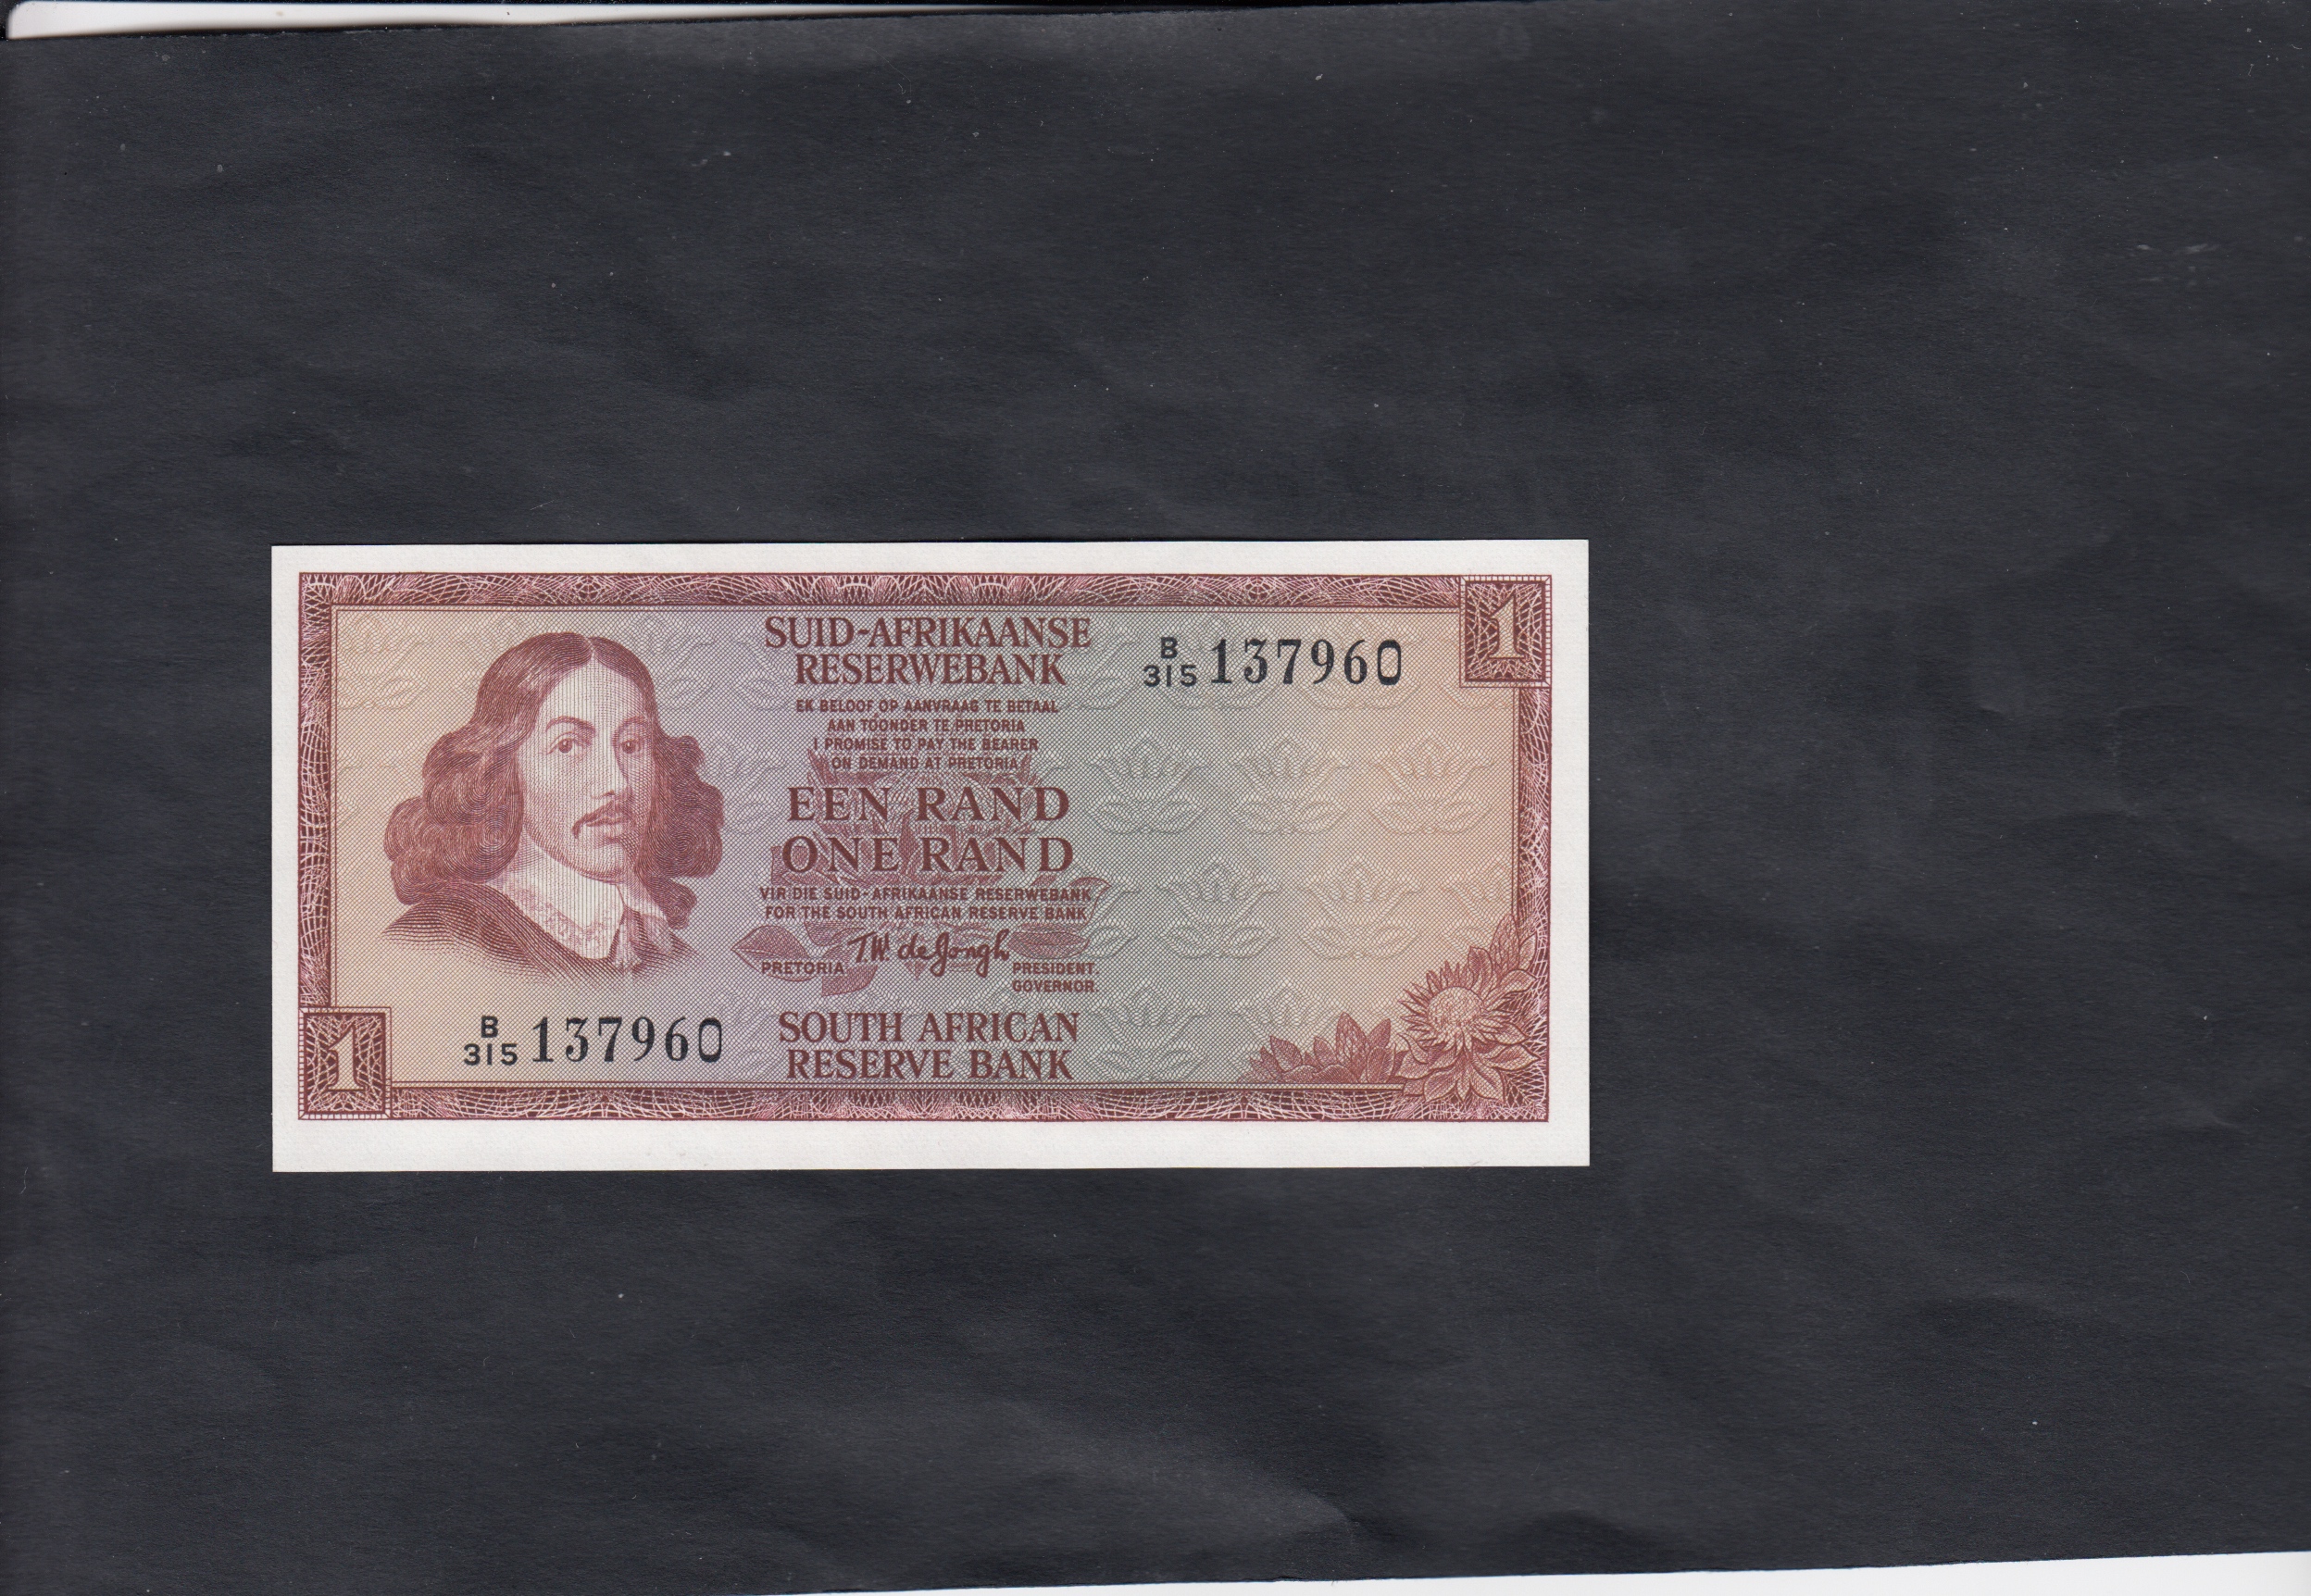 1
SUID-AFRIKAANSE
RESERWEBANK
B/315 137960
EK BELOOF OP AANVRAAG TE BETAAL
AAN TOONDER TE PRETORIA
I PROMISE TO PAY THE BEARER
ON DEMAND AT PRETORIA
EEN RAND
ONE RAND
VIR DIE SUID-AFRIKAANSE RESERWEBANK
FOR THE SOUTH AFRICAN RESERVE BANK
T.W. de Jongh
PRETORIA PRESIDENT.
GOVERNOR.
1
B/315 137960
SOUTH AFRICAN
RESERVE BANK